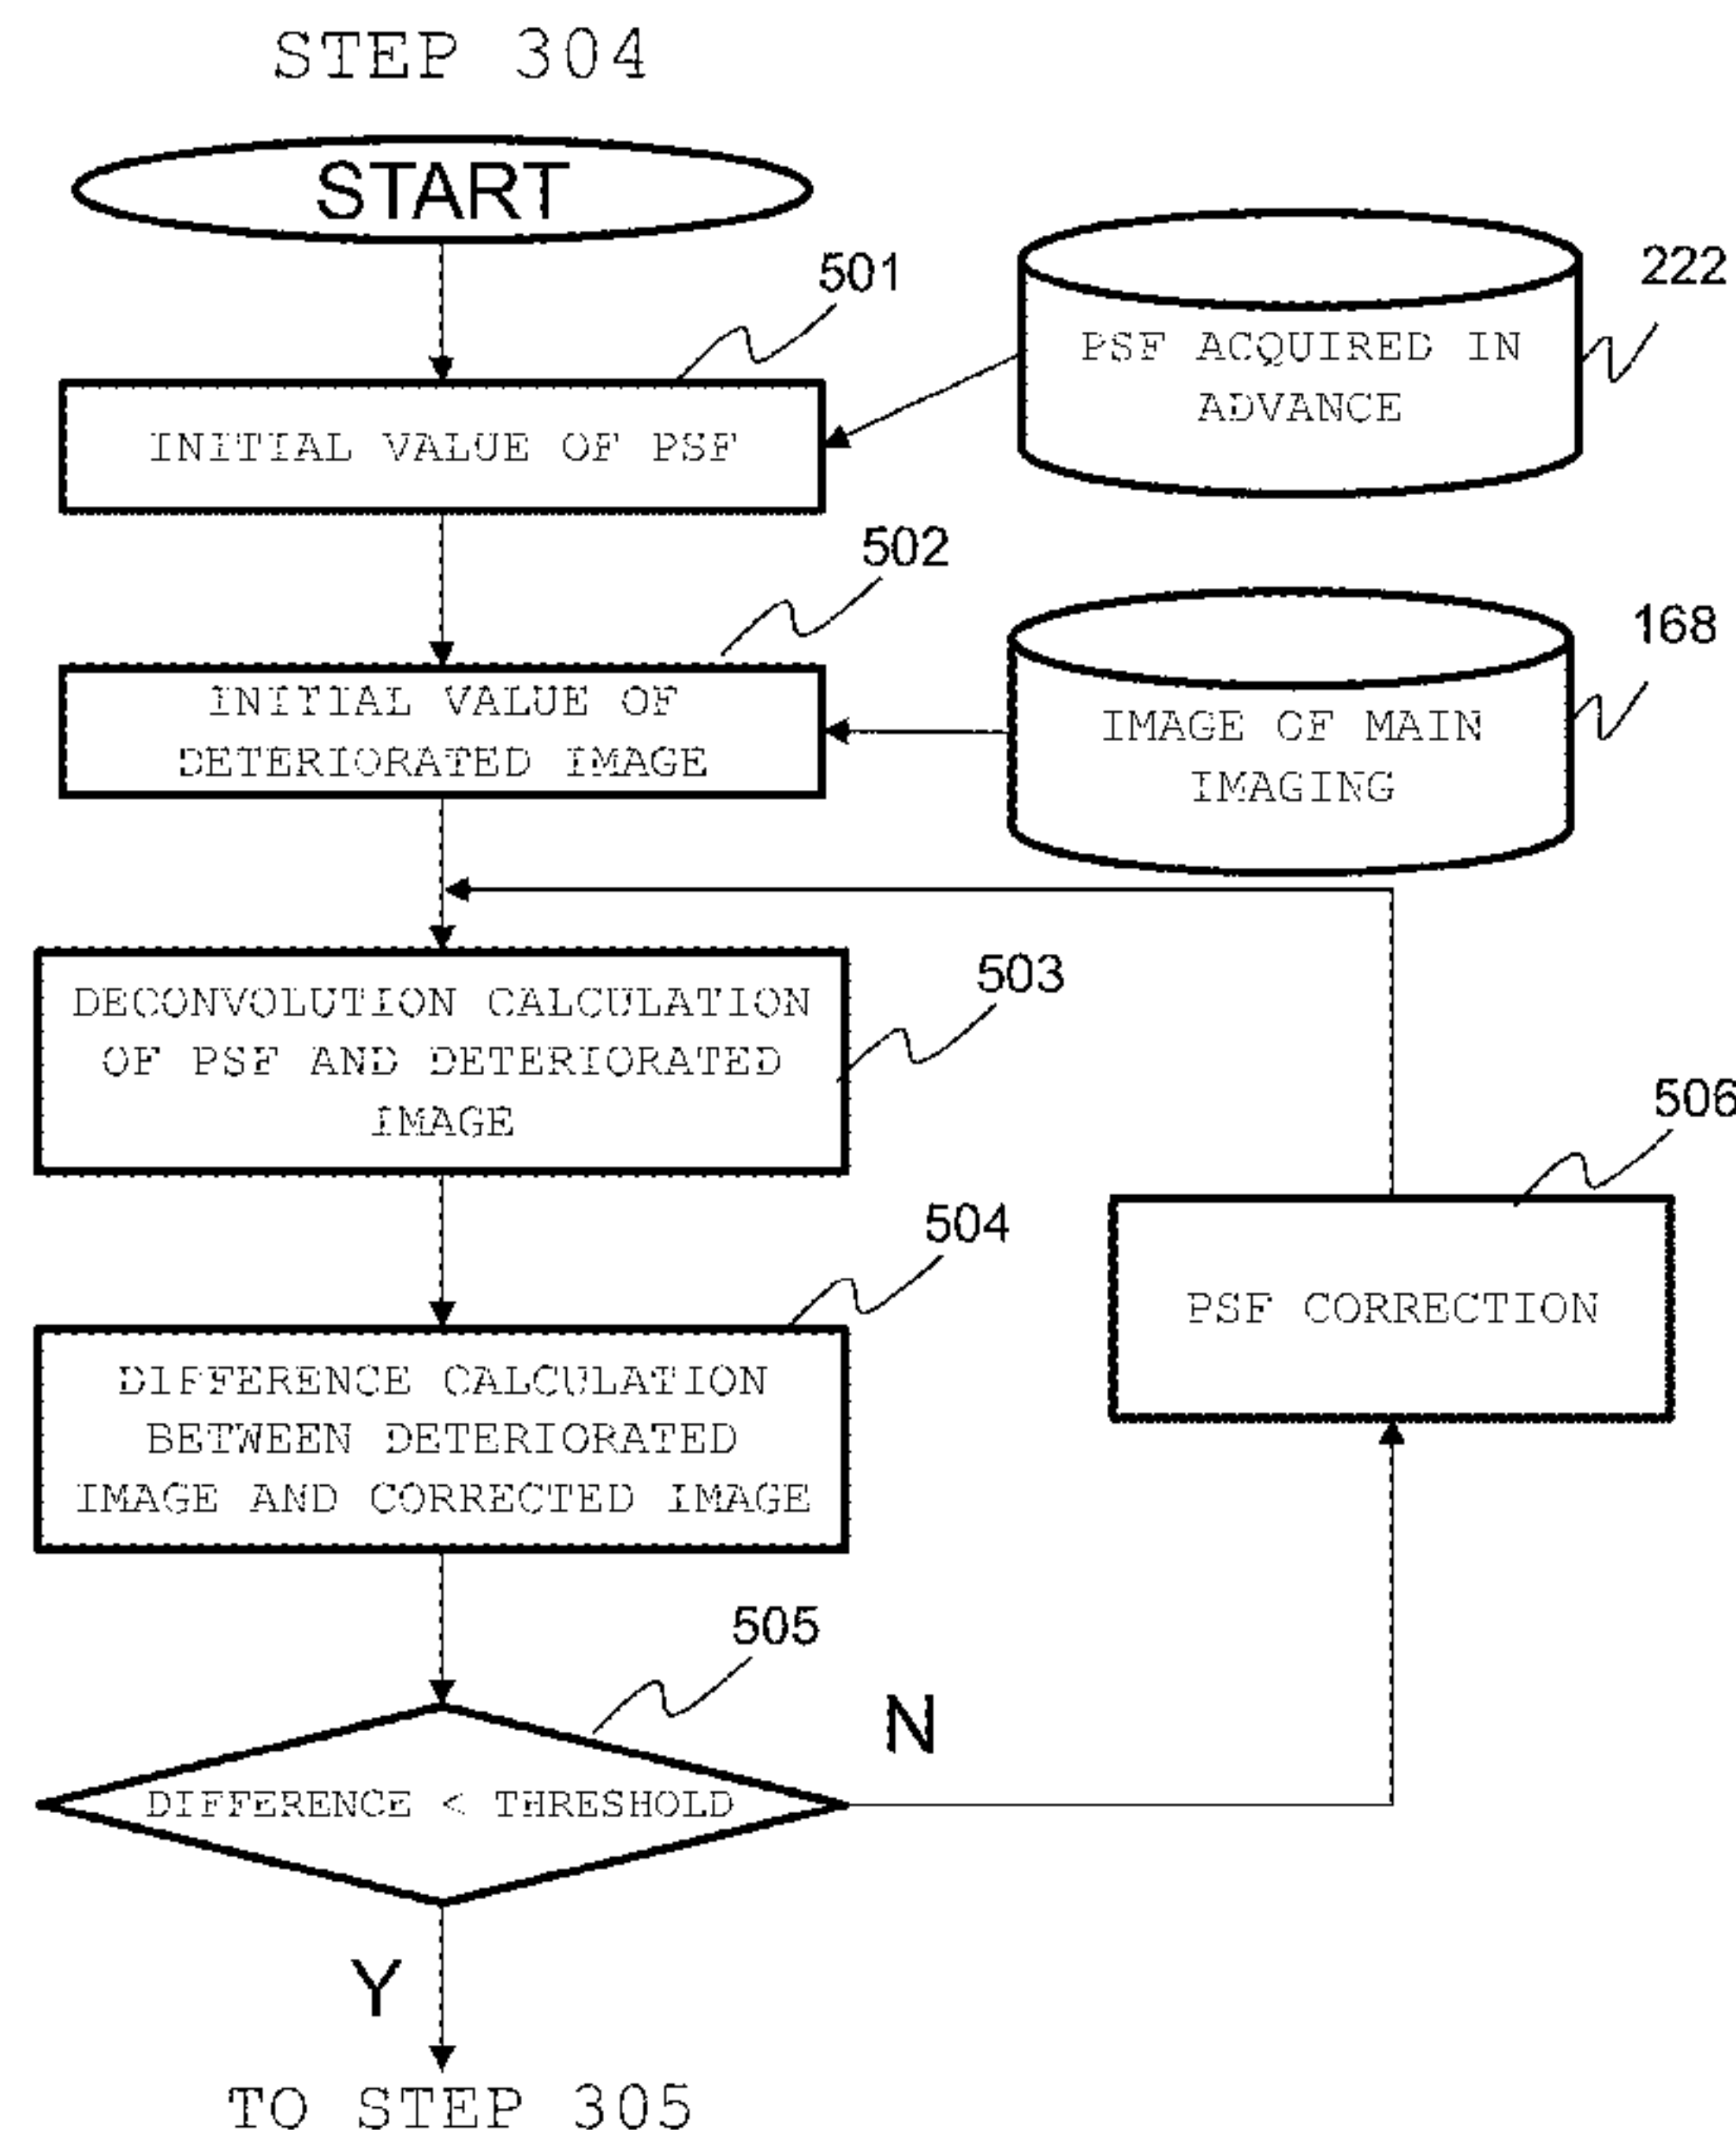 STEP 304
START
501
222
PSF ACQUIRED IN
ADVANCE
INITIAL VALUE OF PSF
502
168
INITIAL VALUE OF
DETERIORATED IMAGE
IMAGE OF MAIN
IMAGING
503
DECONVOLUTION CALCULATION
OF PSF AND DETERIORATED
IMAGE
506
504
PSF CORRECTION
DIFFERENCE CALCULATION
BETWEEN DETERIORATED
IMAGE AND CORRECTED IMAGE
505
N
DIFFERENCE < THRESHOLD
Y
TO STEP 305